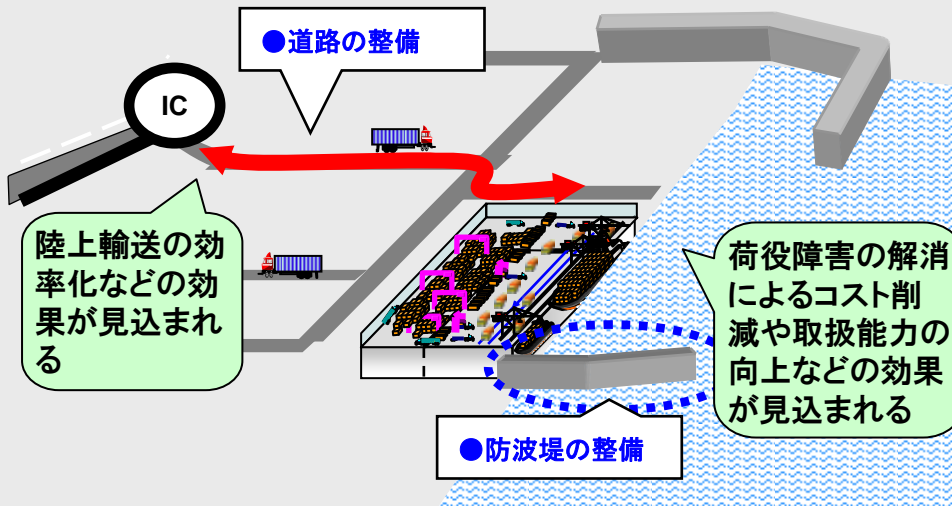 ●道路の整備
IC
陸上輸送の効
率化などの効
果が見込まれ
る
荷役障害の解消
によるコスト削
減や取扱能力の
向上などの効果
が見込まれる
●防波堤の整備